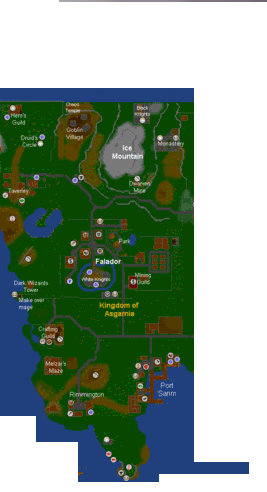 Chaos
Temple
Black
Knights
Hero's
Guild
Goblin
Village
Druid's
Circle
Monastery
Ice
Mountain
Dwarven
Mine
Taverley
Park
Falador
White Knights
Mining
Guild
Dark Wizards
Tower
Make over
mage
Kingdom of
Asgarnia
Crafting
Guild
Melzar's
Maze
Port
Sarim
Rimmington